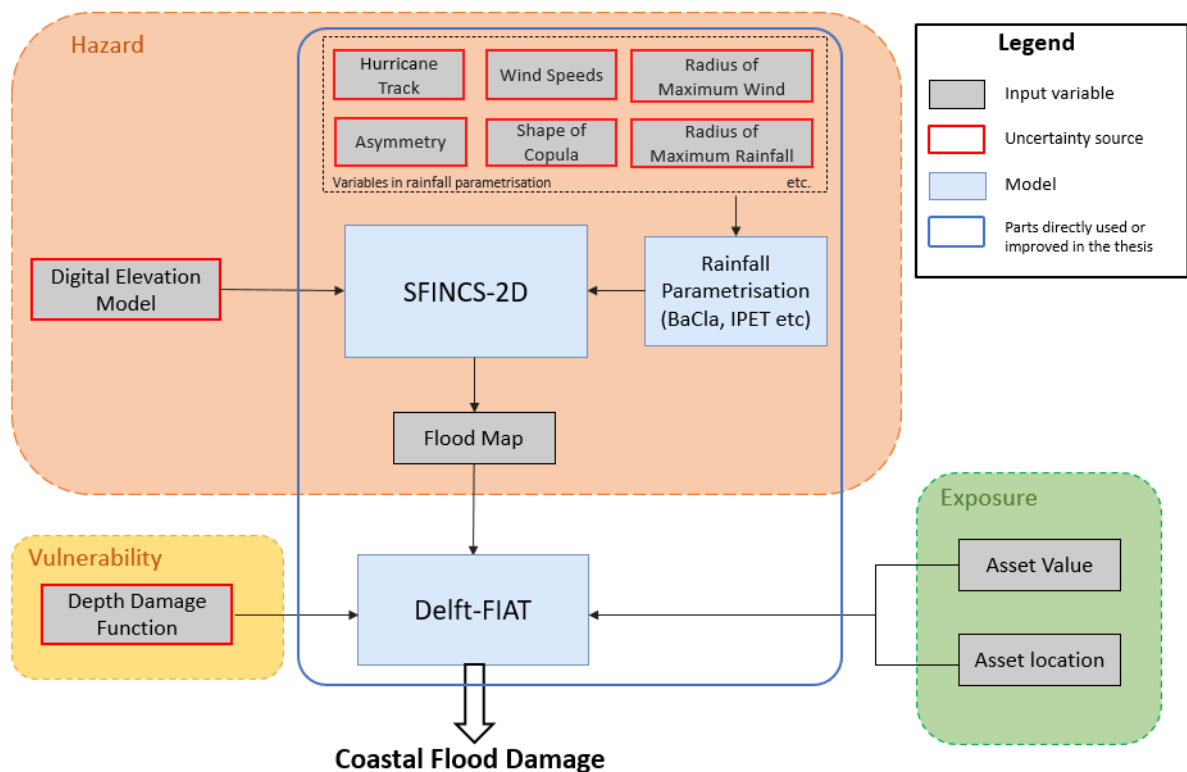 Hazard
Hurricane
Track
Wind Speeds
Radius of
Maximum Wind
Asymmetry
Shape of
Copula
Radius of
Maximum Rainfall
Variables in rainfall parametrisation
etc.
Legend
Input variable
Uncertainty source
Model
Parts directly used or
improved in the thesis
Digital Elevation
Model
SFINCS-2D
Rainfall
Parametrisation
(BaCla, IPET etc)
Flood Map
Vulnerability
Depth Damage
Function
Delft-FIAT
Exposure
Asset Value
Asset location
Coastal Flood Damage